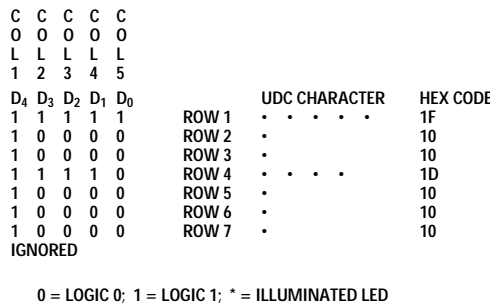 C C C C C
O O O O O
L L L L L
1 2 3 4 5
D4 D3 D2 D1 D0 UDC CHARACTER HEX CODE
1 1 1 1 1 ROW 1 • • • • • 1F
1 0 0 0 0 ROW 2 • 10
1 0 0 0 0 ROW 3 • 10
1 1 1 1 0 ROW 4 • • • • 1D
1 0 0 0 0 ROW 5 • 10
1 0 0 0 0 ROW 6 • 10
1 0 0 0 0 ROW 7 • 10
IGNORED
0 = LOGIC 0; 1 = LOGIC 1; * = ILLUMINATED LED